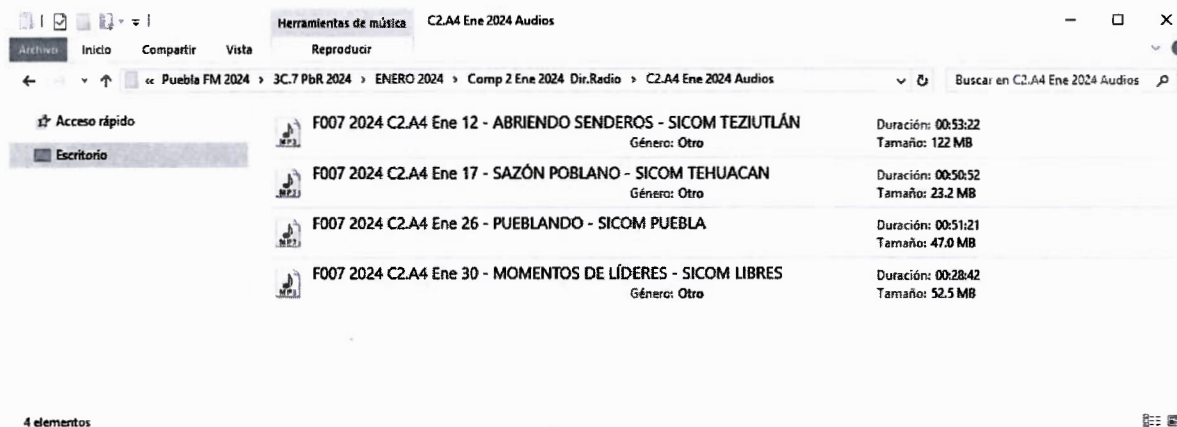 Herramientas de música C2.A4 Ene 2024 Audios
Archivo Inicio Compartir Vista Reproducir
« Puebla FM 2024 › 3C.7 PbR 2024 › ENERO 2024 › Comp 2 Ene 2024 Dir.Radio › C2.A4 Ene 2024 Audios Buscar en C2.A4 Ene 2024 Audios
Acceso rápido
Escritorio
F007 2024 C2.A4 Ene 12 - ABRIENDO SENDEROS - SICOM TEZIUTLÁN Duración: 00:53:22
MP3 Género: Otro Tamaño: 122 MB
F007 2024 C2.A4 Ene 17 - SAZÓN POBLANO - SICOM TEHUACAN Duración: 00:50:52
MP3 Género: Otro Tamaño: 23.2 MB
F007 2024 C2.A4 Ene 26 - PUEBLANDO - SICOM PUEBLA Duración: 00:51:21
MP3 Tamaño: 47.0 MB
F007 2024 C2.A4 Ene 30 - MOMENTOS DE LÍDERES - SICOM LIBRES Duración: 00:28:42
MP3 Género: Otro Tamaño: 52.5 MB
4 elementos